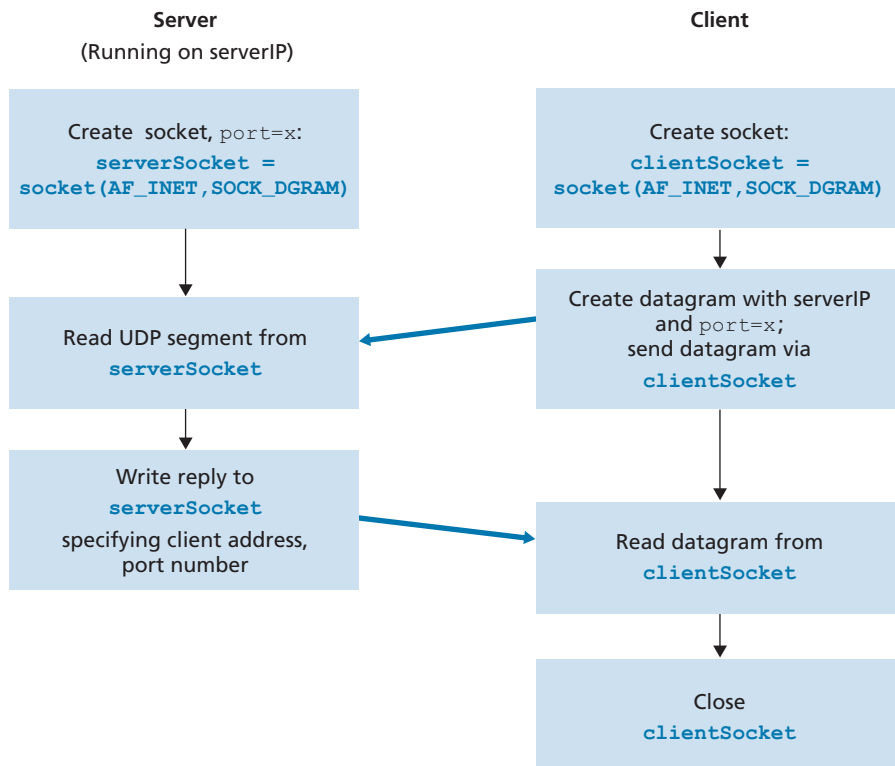 Server
(Running on serverIP)
Create socket, port=x:
serverSocket =
socket(AF_INET,SOCK_DGRAM)
Read UDP segment from
serverSocket
Write reply to
serverSocket
specifying client address,
port number
Client
Create socket:
clientSocket =
socket(AF_INET,SOCK_DGRAM)
Create datagram with serverIP
and port=x;
send datagram via
clientSocket
Read datagram from
clientSocket
Close
clientSocket